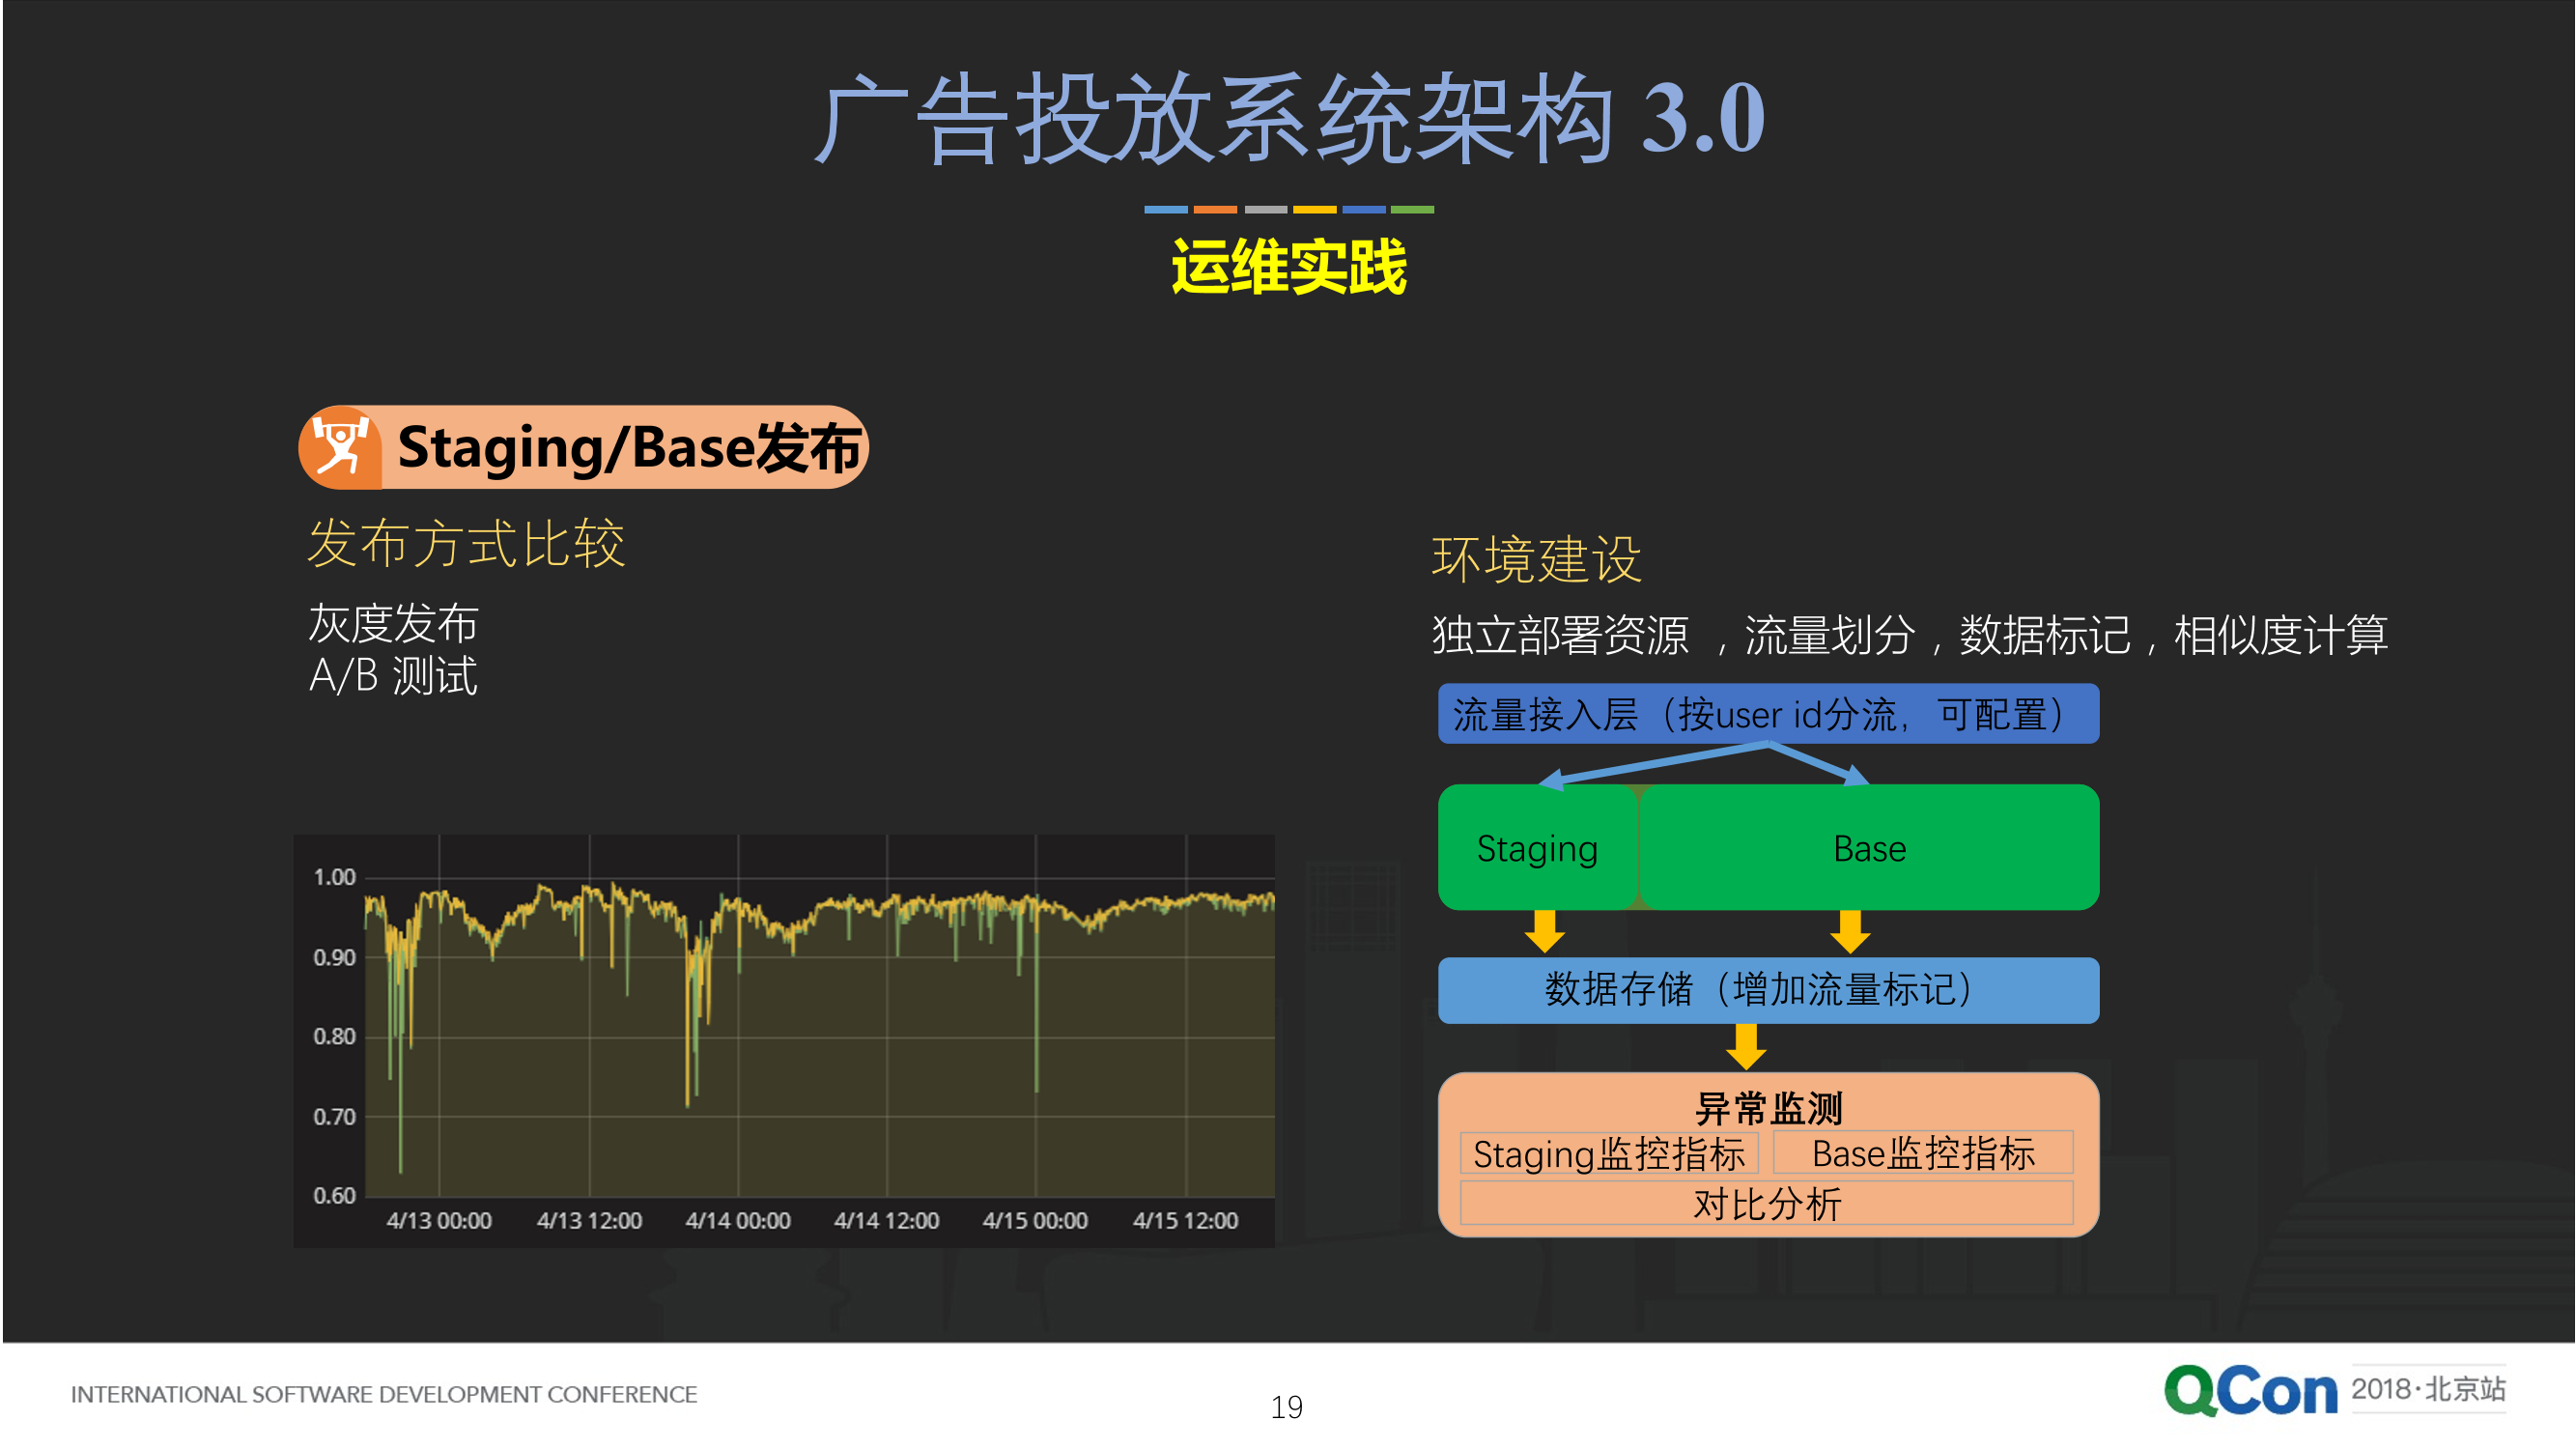 广告投放系统架构 3.0
运维实践
Staging/Base发布
发布方式比较
灰度发布
A/B 测试
环境建设
独立部署资源 ，流量划分，数据标记，相似度计算
流量接入层（按user id分流，可配置）
Staging
Base
数据存储（增加流量标记）
异常监测
Staging监控指标
Base监控指标
对比分析
1.00
0.90
0.80
0.70
0.60
4/13 00:00
4/13 12:00
4/14 00:00
4/14 12:00
4/15 00:00
4/15 12:00
INTERNATIONAL SOFTWARE DEVELOPMENT CONFERENCE
19
QCon 2018·北京站